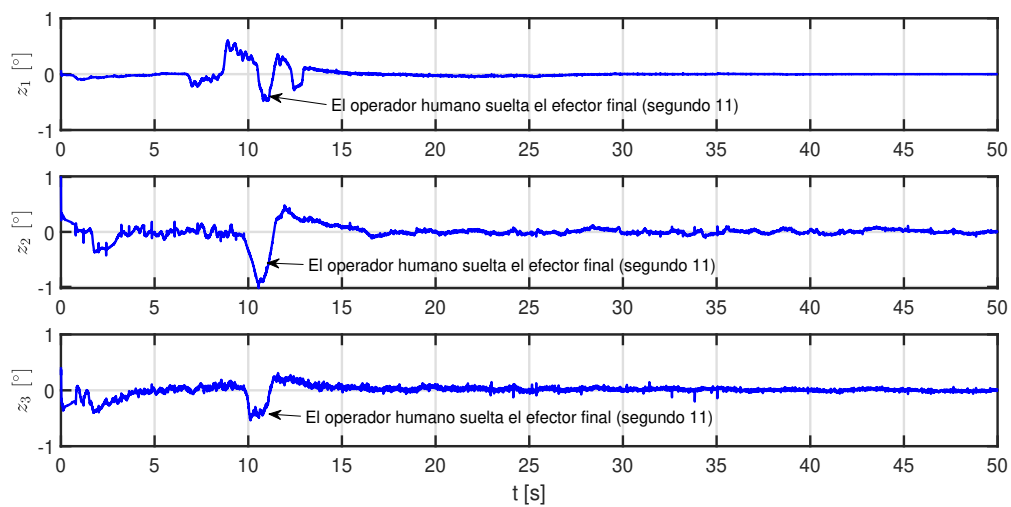 1
0
-1
z₁ [°]
El operador humano suelta el efector final (segundo 11)
0 5 10 15 20 25 30 35 40 45 50
1
0
-1
z₂ [°]
El operador humano suelta el efector final (segundo 11)
0 5 10 15 20 25 30 35 40 45 50
1
0
-1
z₃ [°]
El operador humano suelta el efector final (segundo 11)
0 5 10 15 20 25 30 35 40 45 50
t [s]